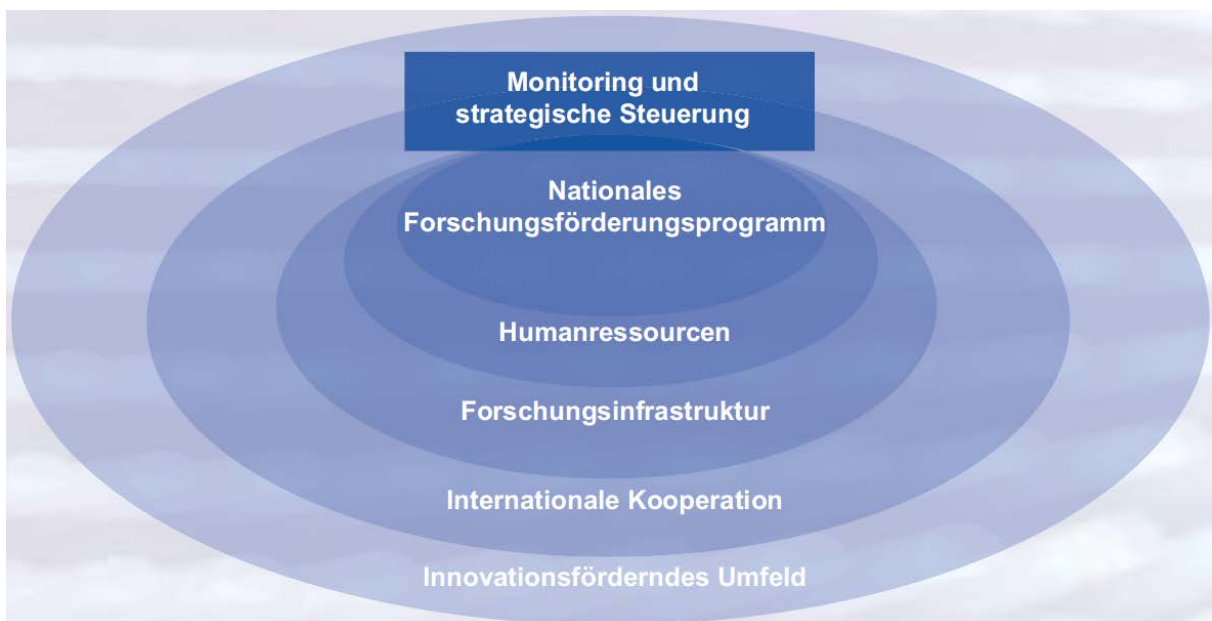 Monitoring und
strategische Steuerung
Nationales
Forschungsförderungsprogramm
Humanressourcen
Forschungsinfrastruktur
Internationale Kooperation
Innovationsförderndes Umfeld